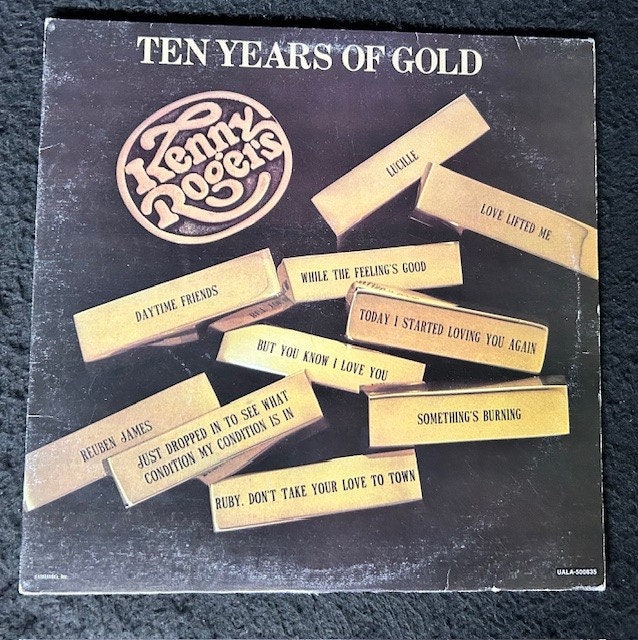 TEN YEARS OF GOLD
Kenny
Rogers
LUCILLE
LOVE LIFTED ME
WHILE THE FEELING'S GOOD
DAYTIME FRIENDS
TODAY I STARTED LOVING YOU AGAIN
BUT YOU KNOW I LOVE YOU
SOMETHING'S BURNING
REUBEN JAMES
JUST DROPPED IN TO SEE WHAT
CONDITION MY CONDITION IS IN
RUBY, DON'T TAKE YOUR LOVE TO TOWN
UALA-500835